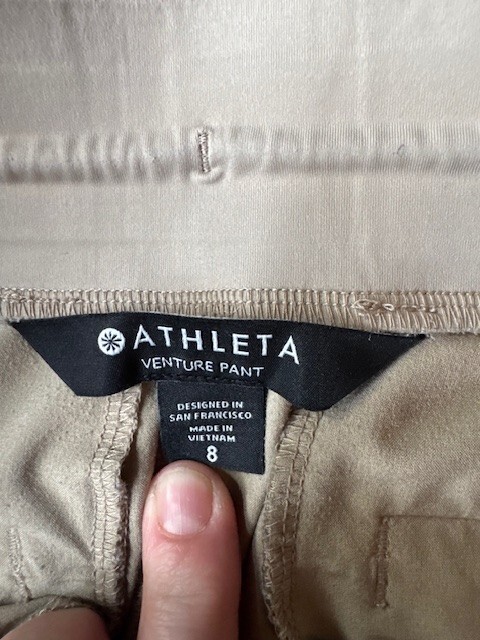 ATHLETA
VENTURE PANT
DESIGNED IN
SAN FRANCISCO
MADE IN
VIETNAM
8